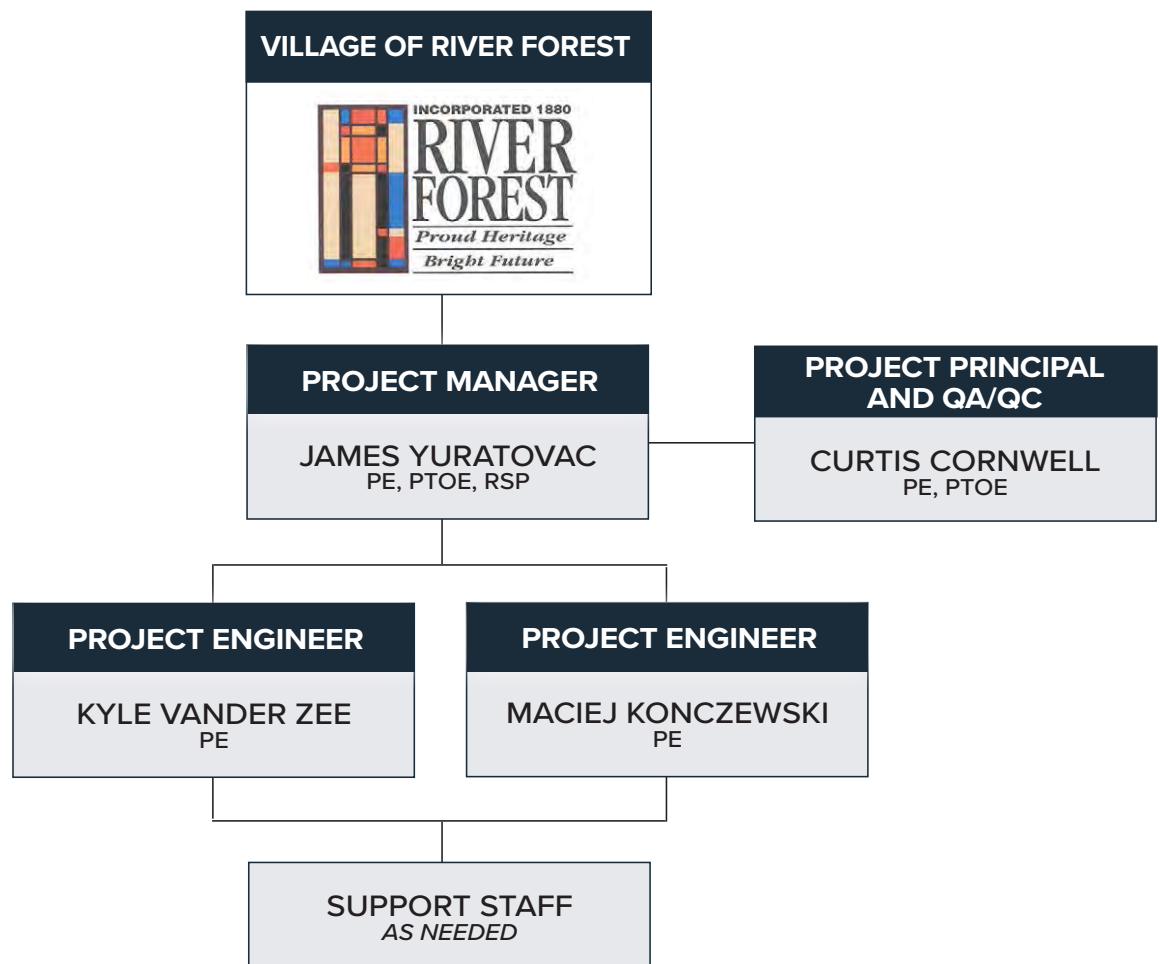 VILLAGE OF RIVER FOREST
INCORPORATED 1880
RIVER
FOREST
Proud Heritage
Bright Future
PROJECT MANAGER
JAMES YURATOVAC
PE, PTOE, RSP
PROJECT PRINCIPAL
AND QA/QC
CURTIS CORNWELL
PE, PTOE
PROJECT ENGINEER
KYLE VANDER ZEE
PE
PROJECT ENGINEER
MACIEJ KONCZEWSKI
PE
SUPPORT STAFF
AS NEEDED